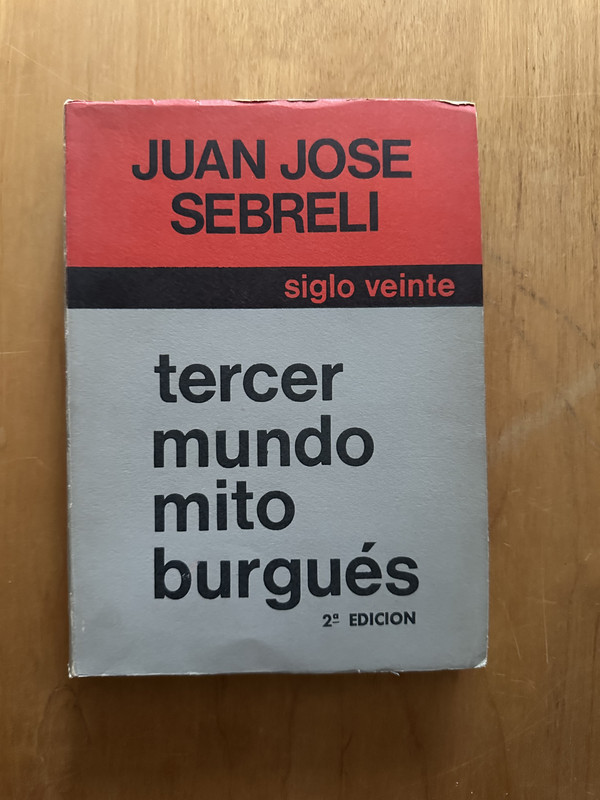 JUAN JOSE
SEBRELI
siglo veinte
tercer
mundo
mito
burgués
2ª EDICION